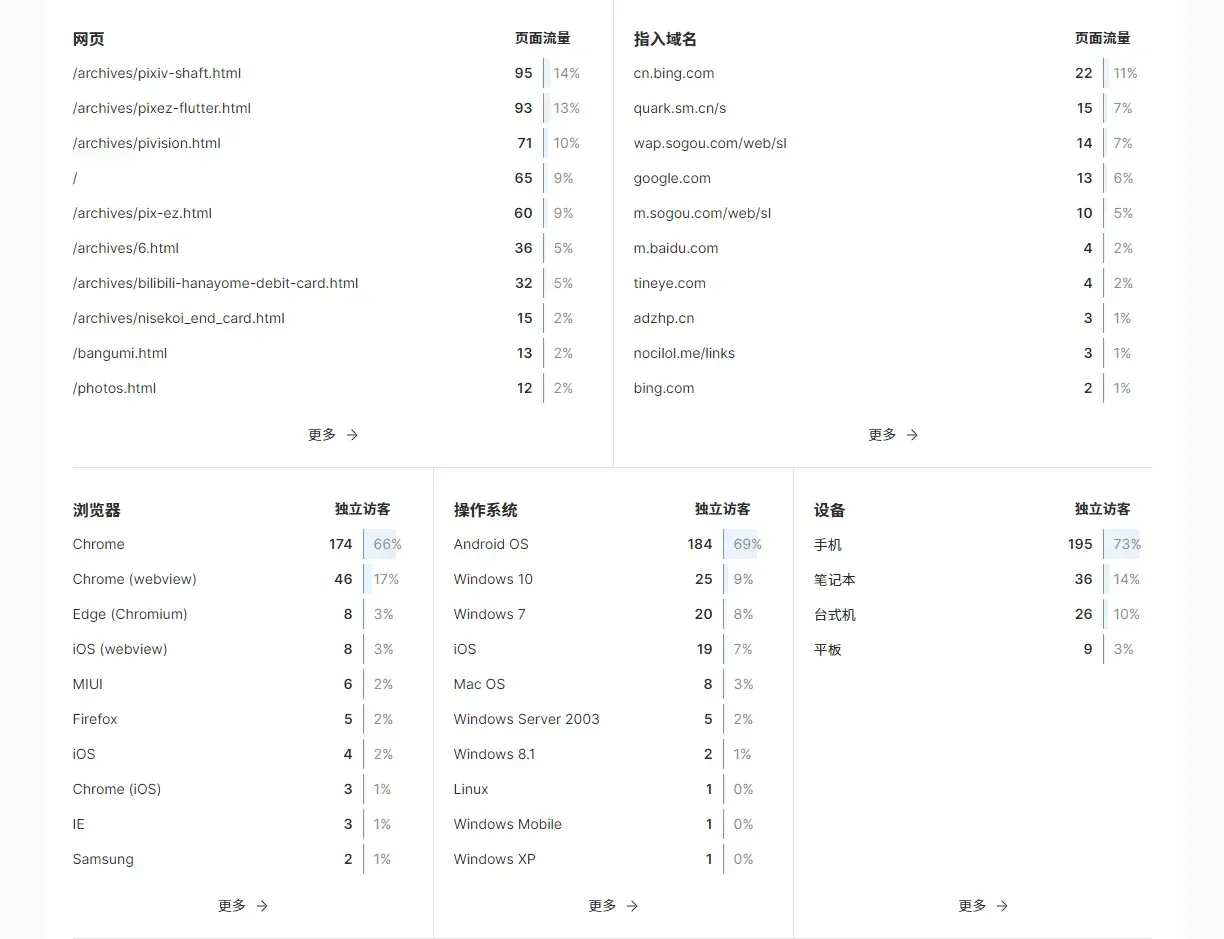 网页 页面流量
/archives/pixiv-shaft.html 95 14%
/archives/pixez-flutter.html 93 13%
/archives/pivision.html 71 10%
/ 65 9%
/archives/pix-ez.html 60 9%
/archives/6.html 36 5%
/archives/bilibili-hanayome-debit-card.html 32 5%
/archives/nisekoi_end_card.html 15 2%
/bangumi.html 13 2%
/photos.html 12 2%
更多 →
指入域名 页面流量
cn.bing.com 22 11%
quark.sm.cn/s 15 7%
wap.sogou.com/web/sl 14 7%
google.com 13 6%
m.sogou.com/web/sl 10 5%
m.baidu.com 4 2%
tineye.com 4 2%
adzhp.cn 3 1%
nocilol.me/links 3 1%
bing.com 2 1%
更多 →
浏览器 独立访客
Chrome 174 66%
Chrome (webview) 46 17%
Edge (Chromium) 8 3%
iOS (webview) 8 3%
MIUI 6 2%
Firefox 5 2%
iOS 4 2%
Chrome (iOS) 3 1%
IE 3 1%
Samsung 2 1%
更多 →
操作系统 独立访客
Android OS 184 69%
Windows 10 25 9%
Windows 7 20 8%
iOS 19 7%
Mac OS 8 3%
Windows Server 2003 5 2%
Windows 8.1 2 1%
Linux 1 0%
Windows Mobile 1 0%
Windows XP 1 0%
更多 →
设备 独立访客
手机 195 73%
笔记本 36 14%
台式机 26 10%
平板 9 3%
更多 →